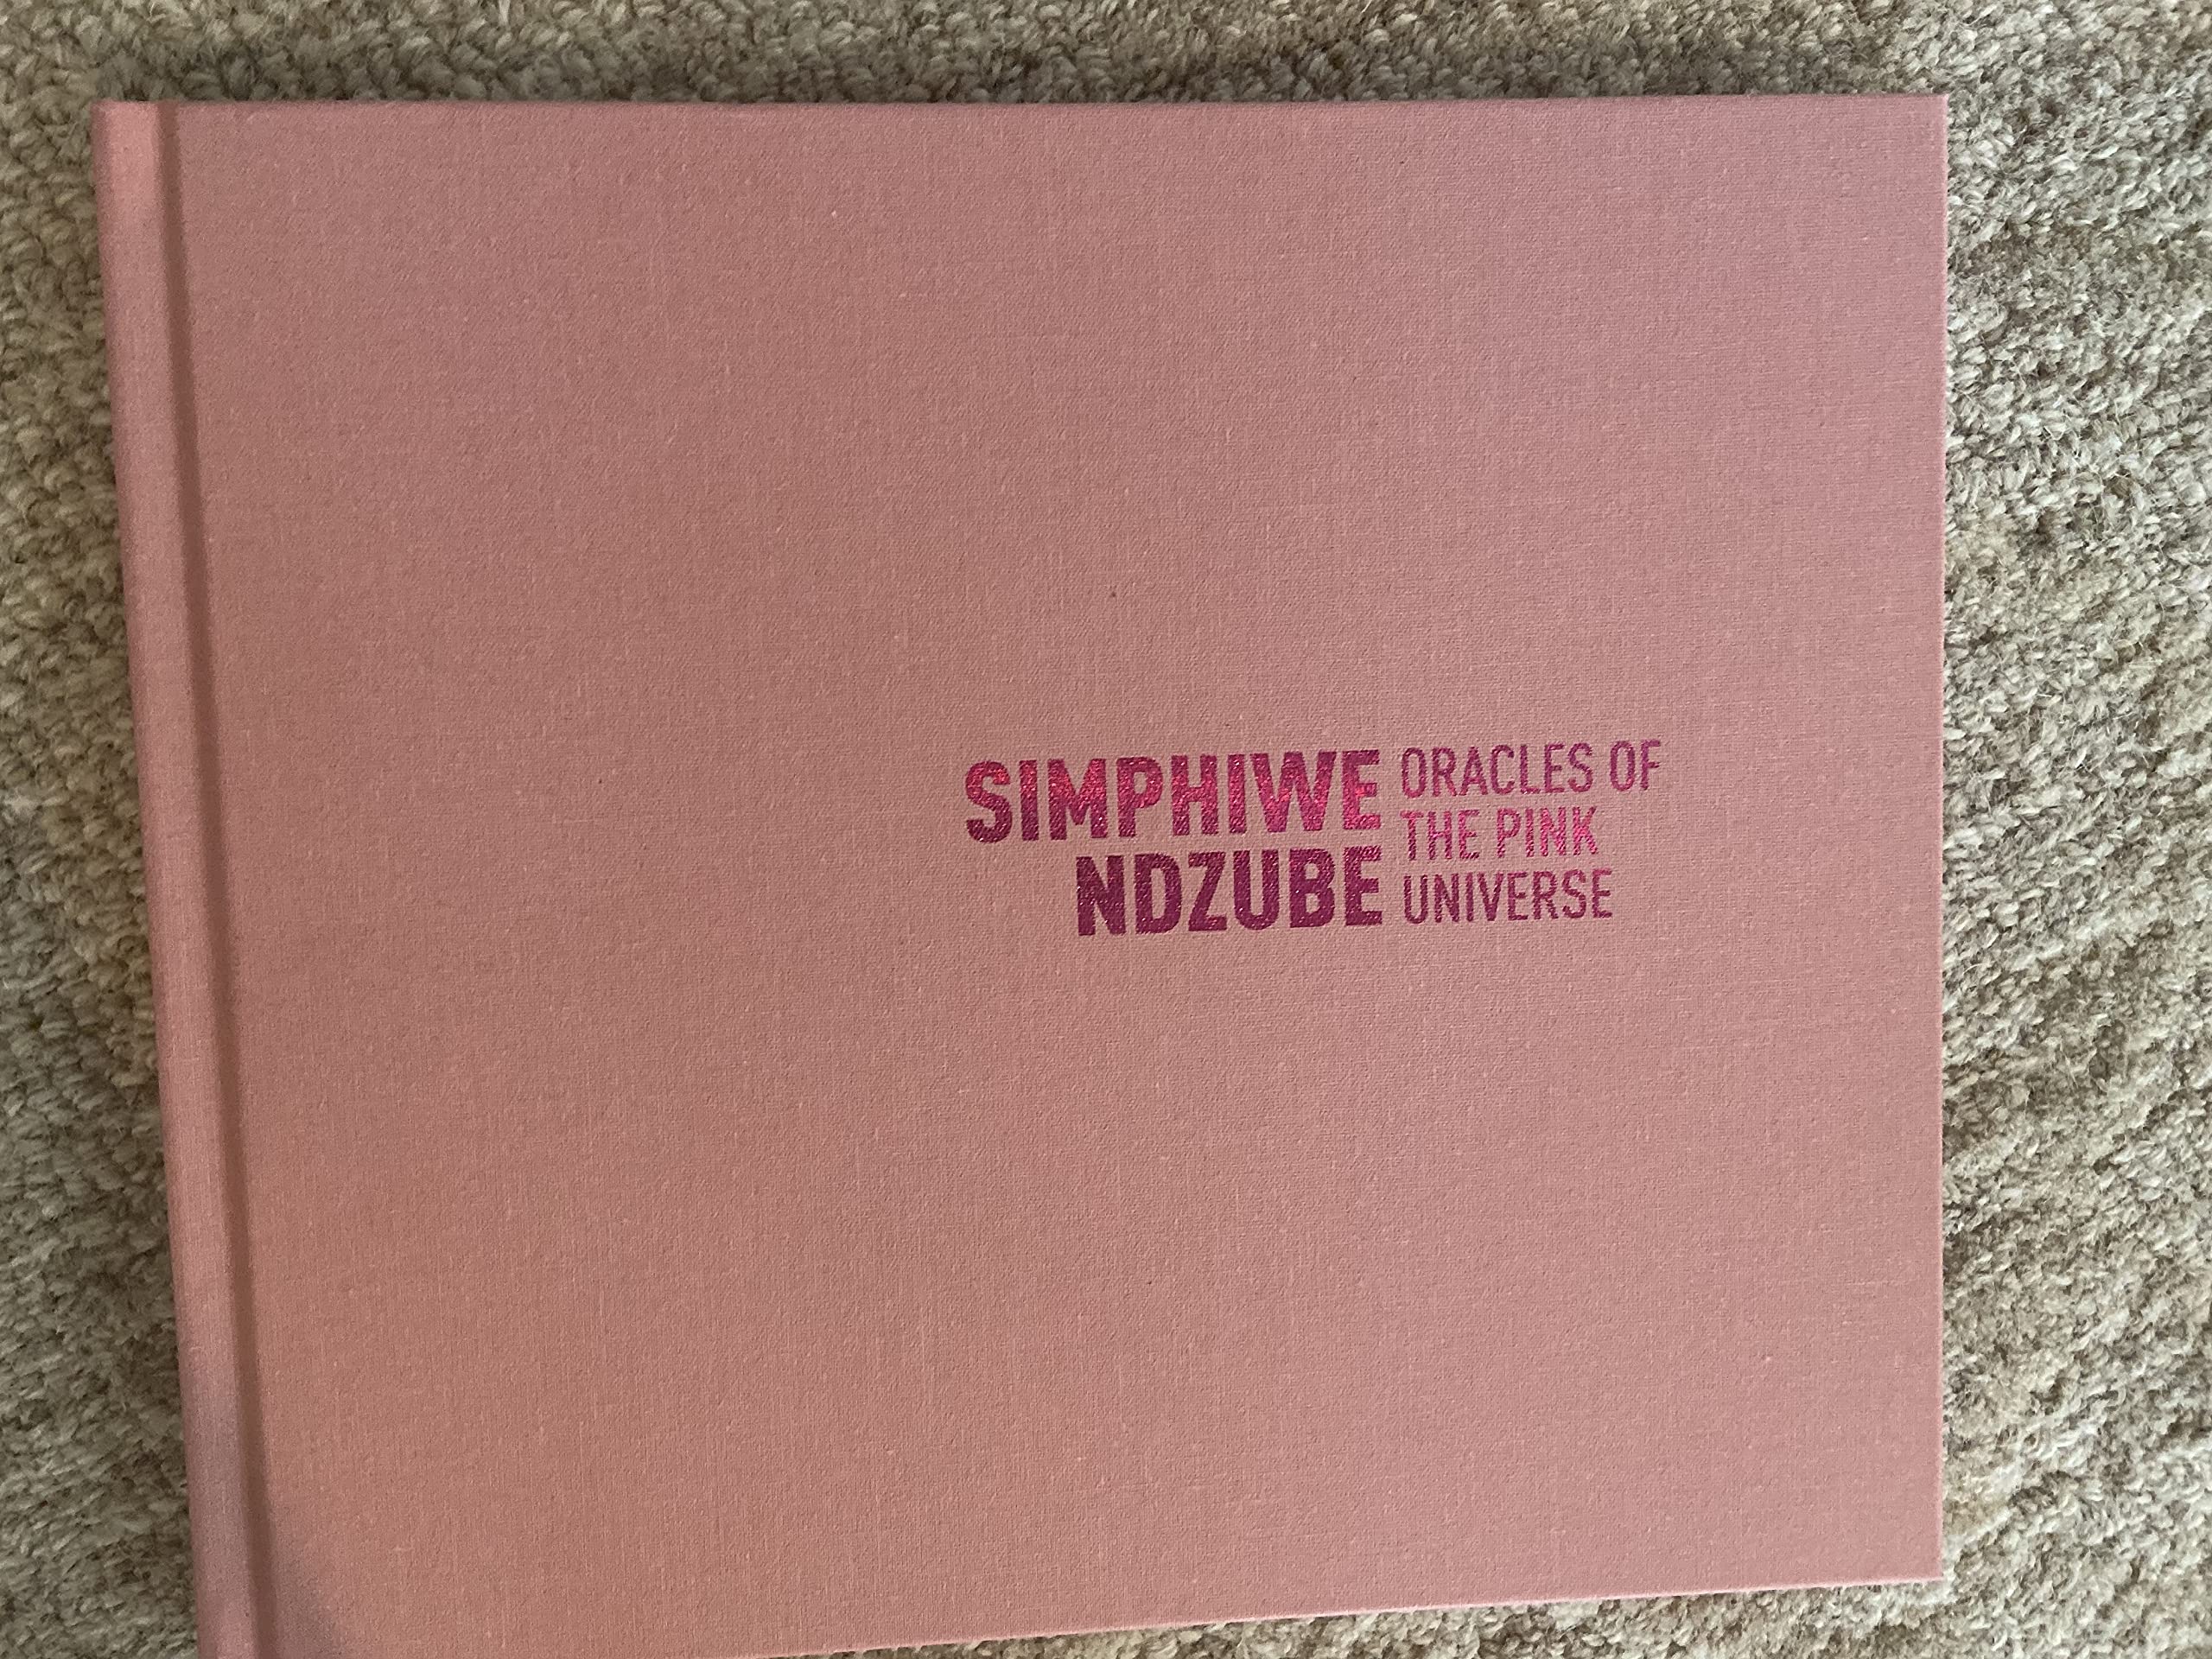 SIMPHIWE
NDZUBE
ORACLES OF
THE PINK
UNIVERSE